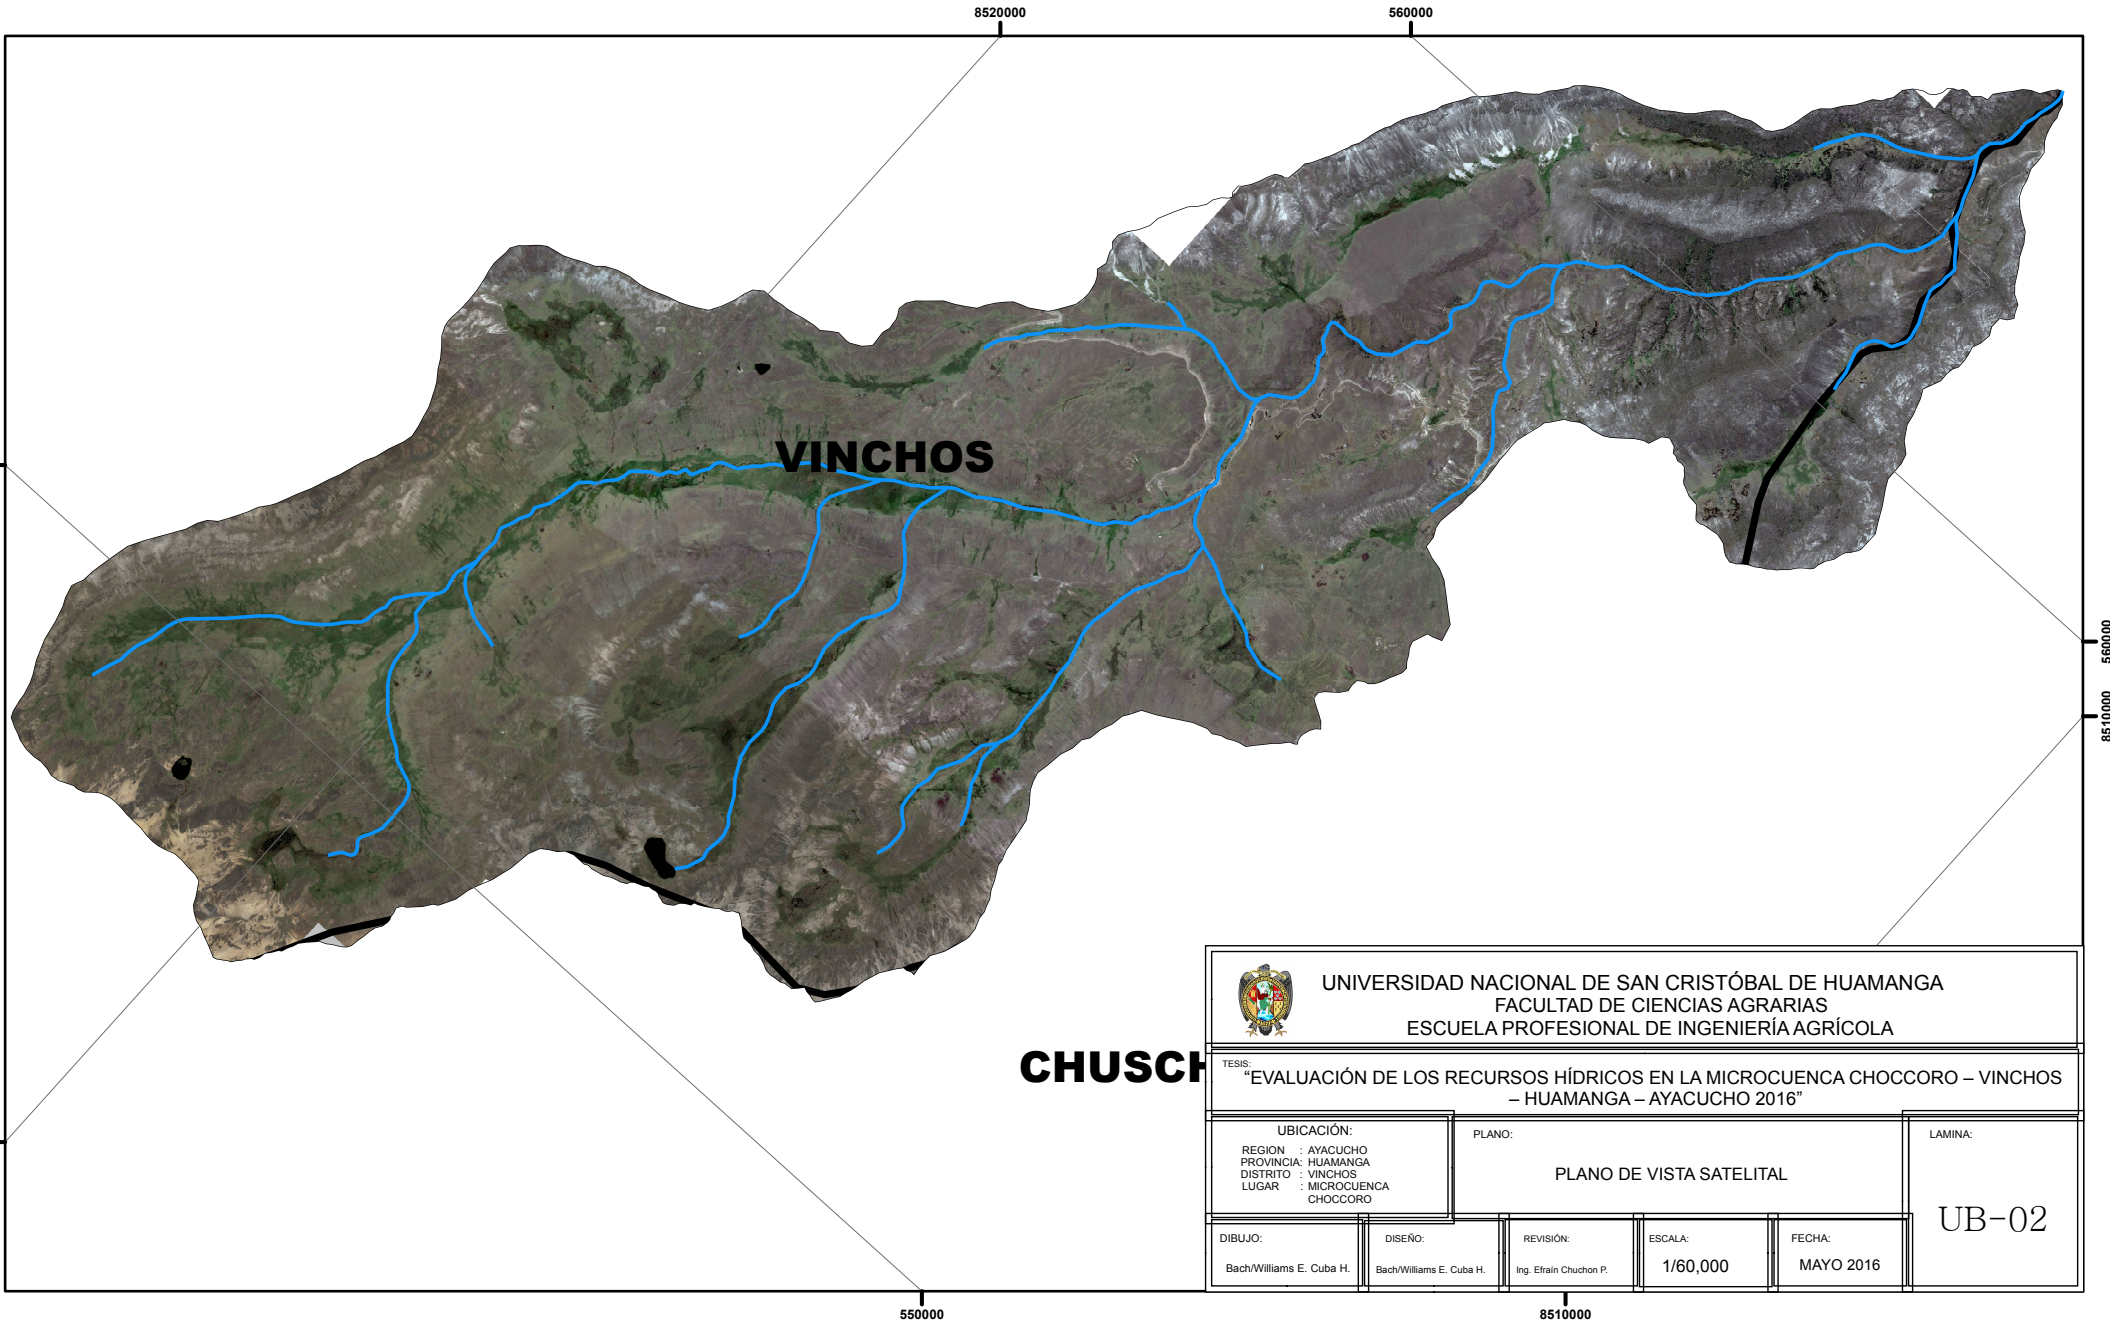 8520000
560000
VINCHOS
560000
8510000
CHUSCH
UNIVERSIDAD NACIONAL DE SAN CRISTÓBAL DE HUAMANGA
FACULTAD DE CIENCIAS AGRARIAS
ESCUELA PROFESIONAL DE INGENIERÍA AGRÍCOLA
TESIS:
“EVALUACIÓN DE LOS RECURSOS HÍDRICOS EN LA MICROCUENCA CHOCCORO – VINCHOS
– HUAMANGA – AYACUCHO 2016”
UBICACIÓN:
REGION : AYACUCHO
PROVINCIA: HUAMANGA
DISTRITO : VINCHOS
LUGAR : MICROCUENCA
CHOCCORO
PLANO:
PLANO DE VISTA SATELITAL
LAMINA:
UB-02
DIBUJO:
Bach/Williams E. Cuba H.
DISEÑO:
Bach/Williams E. Cuba H.
REVISIÓN:
Ing. Efraín Chuchon P.
ESCALA:
1/60,000
FECHA:
MAYO 2016
550000
8510000